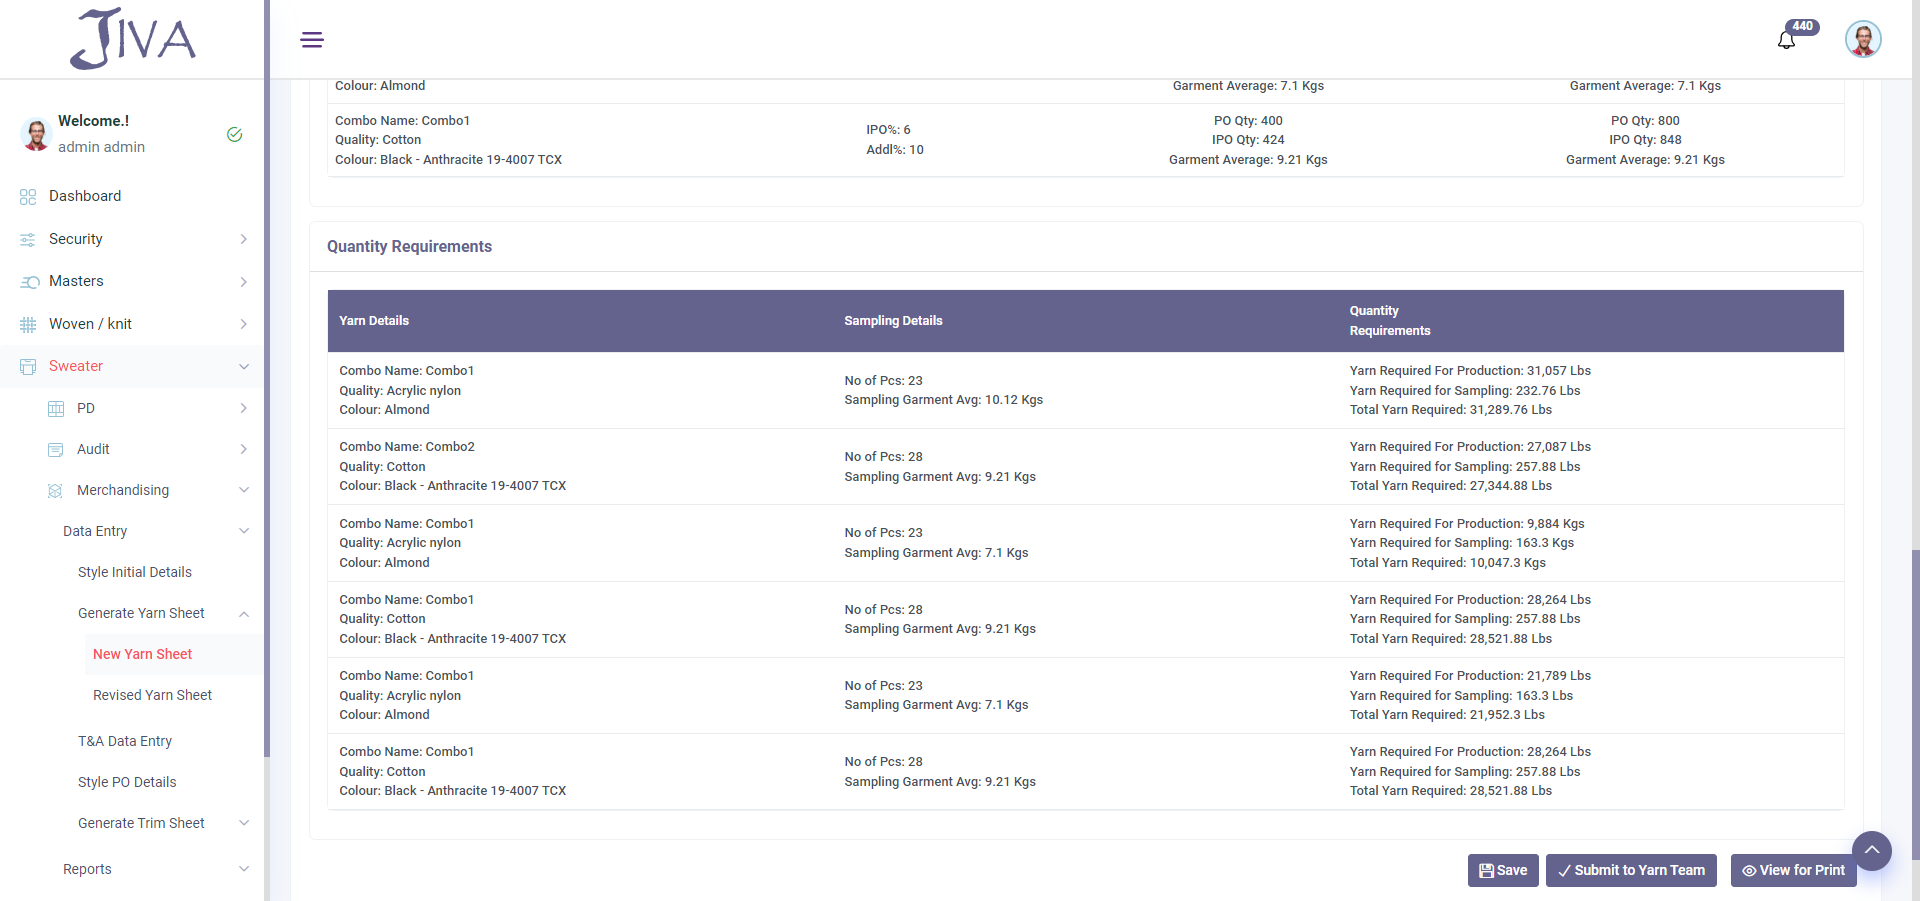 JIVA
440
Welcome.!
admin admin
Dashboard
Security
Masters
Woven / knit
Sweater
PD
Audit
Merchandising
Data Entry
Style Initial Details
Generate Yarn Sheet
New Yarn Sheet
Revised Yarn Sheet
T&A Data Entry
Style PO Details
Generate Trim Sheet
Reports
Colour: Almond
Garment Average: 7.1 Kgs
Garment Average: 7.1 Kgs
Combo Name: Combo1
Quality: Cotton
Colour: Black - Anthracite 19-4007 TCX
IPO%: 6
Addl%: 10
PO Qty: 400
IPO Qty: 424
Garment Average: 9.21 Kgs
PO Qty: 800
IPO Qty: 848
Garment Average: 9.21 Kgs
Quantity Requirements
Yarn Details
Sampling Details
Quantity
Requirements
Combo Name: Combo1
Quality: Acrylic nylon
Colour: Almond
No of Pcs: 23
Sampling Garment Avg: 10.12 Kgs
Yarn Required For Production: 31,057 Lbs
Yarn Required for Sampling: 232.76 Lbs
Total Yarn Required: 31,289.76 Lbs
Combo Name: Combo2
Quality: Cotton
Colour: Black - Anthracite 19-4007 TCX
No of Pcs: 28
Sampling Garment Avg: 9.21 Kgs
Yarn Required For Production: 27,087 Lbs
Yarn Required for Sampling: 257.88 Lbs
Total Yarn Required: 27,344.88 Lbs
Combo Name: Combo1
Quality: Acrylic nylon
Colour: Almond
No of Pcs: 23
Sampling Garment Avg: 7.1 Kgs
Yarn Required For Production: 9,884 Kgs
Yarn Required for Sampling: 163.3 Kgs
Total Yarn Required: 10,047.3 Kgs
Combo Name: Combo1
Quality: Cotton
Colour: Black - Anthracite 19-4007 TCX
No of Pcs: 28
Sampling Garment Avg: 9.21 Kgs
Yarn Required For Production: 28,264 Lbs
Yarn Required for Sampling: 257.88 Lbs
Total Yarn Required: 28,521.88 Lbs
Combo Name: Combo1
Quality: Acrylic nylon
Colour: Almond
No of Pcs: 23
Sampling Garment Avg: 7.1 Kgs
Yarn Required For Production: 21,789 Lbs
Yarn Required for Sampling: 163.3 Lbs
Total Yarn Required: 21,952.3 Lbs
Combo Name: Combo1
Quality: Cotton
Colour: Black - Anthracite 19-4007 TCX
No of Pcs: 28
Sampling Garment Avg: 9.21 Kgs
Yarn Required For Production: 28,264 Lbs
Yarn Required for Sampling: 257.88 Lbs
Total Yarn Required: 28,521.88 Lbs
Save
Submit to Yarn Team
View for Print